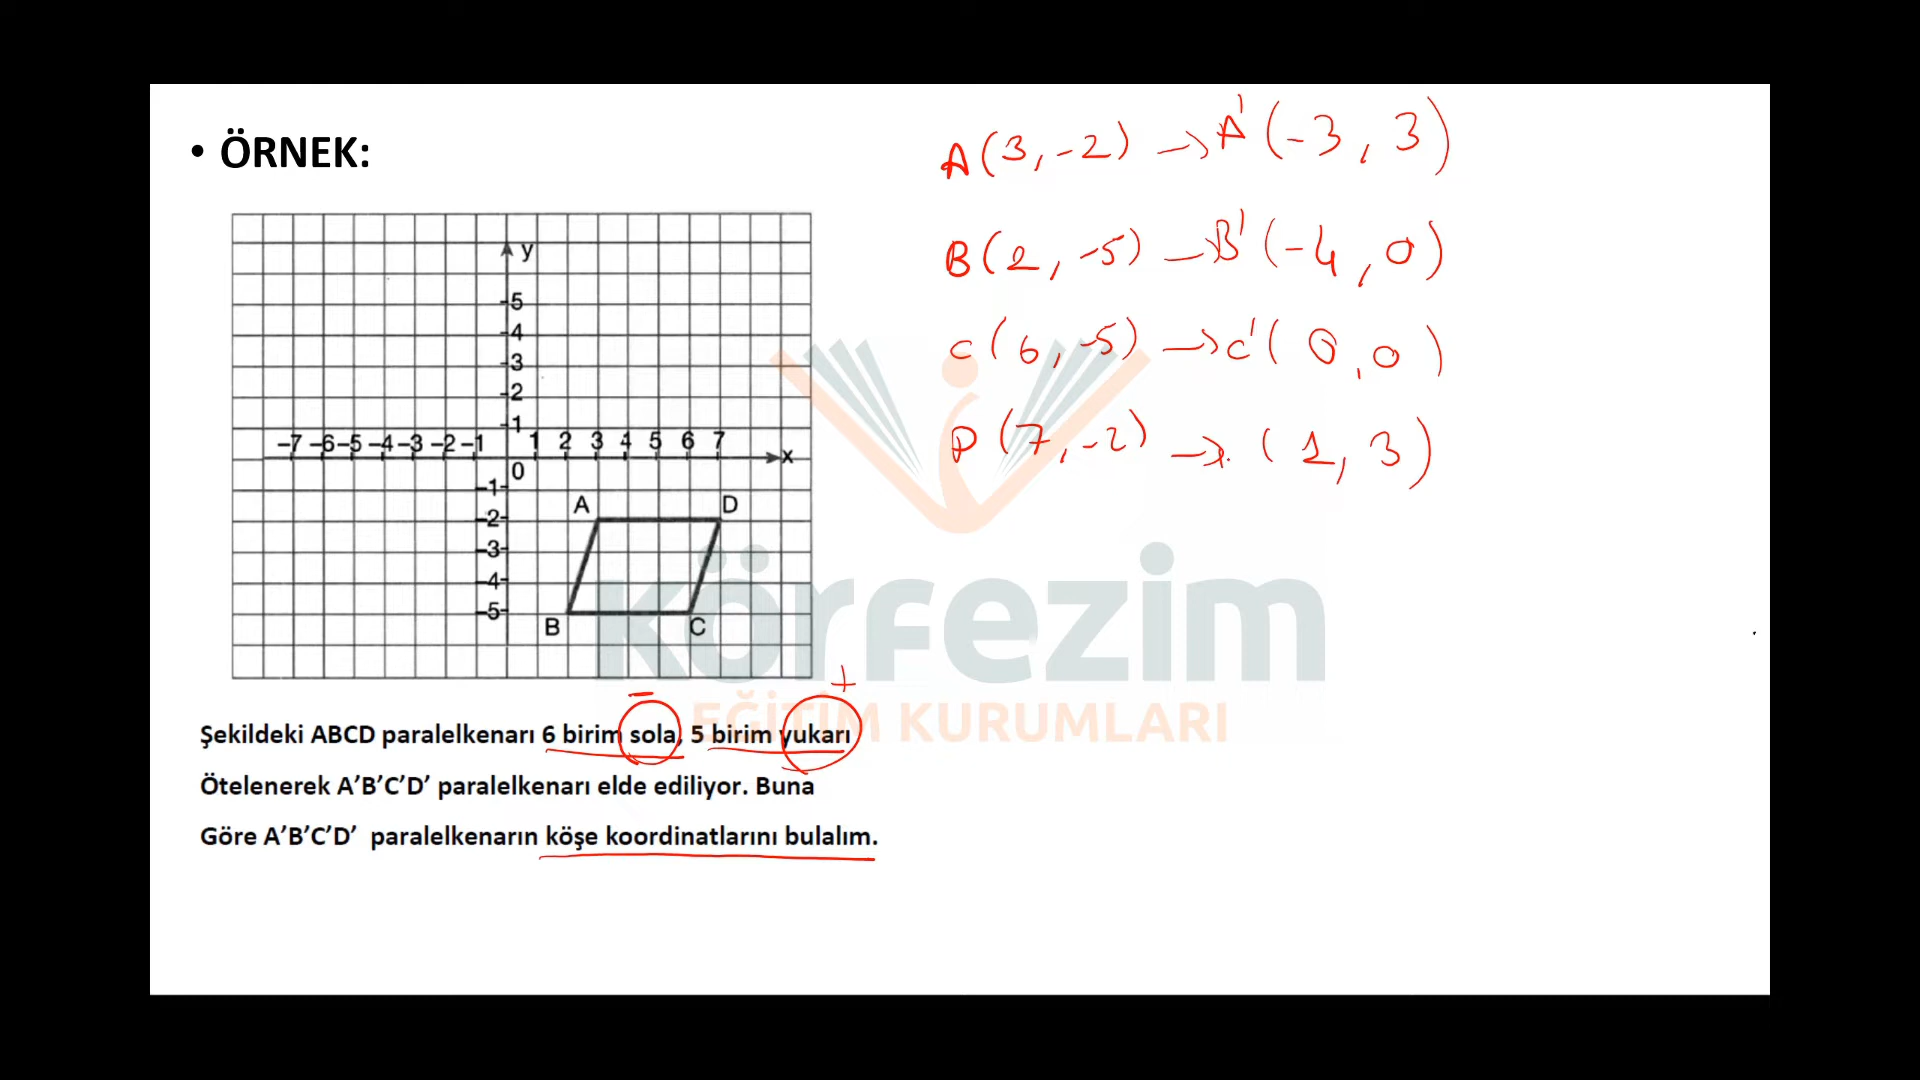 • ÖRNEK:
y
-5
-4
-3
-2
-1
-7 -6 -5 -4 -3 -2 -1 1 2 3 4 5 6 7
x
0
-1
-2
-3
-4
-5
A D
B C
A(3,-2) → A'(-3,3)
B(2,-5) → B'(-4,0)
C(6,-5) → C'(0,0)
D(7,-2) → (1,3)
körfezim
EĞİTİM KURUMLARI
- +
Şekildeki ABCD paralelkenarı 6 birim sola, 5 birim yukarı
Ötelenerek A’B’C’D’ paralelkenarı elde ediliyor. Buna
Göre A’B’C’D’ paralelkenarın köşe koordinatlarını bulalım.